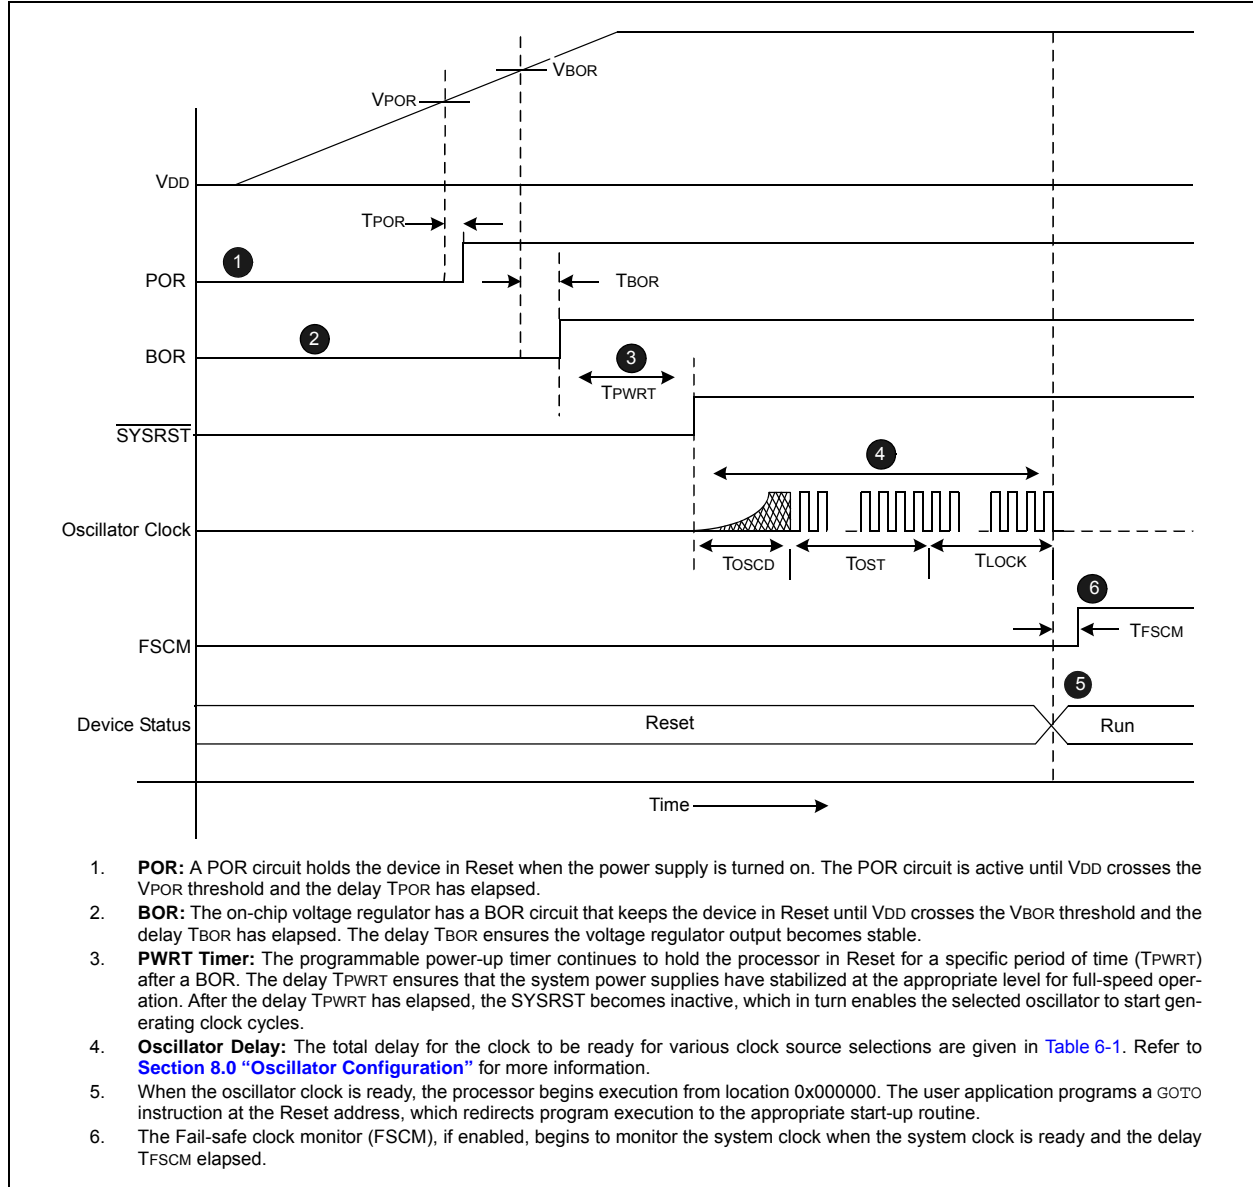 VBOR
VPOR
VDD
TPOR
1
POR
TBOR
2
BOR
3
TPWRT
SYSRST
4
Oscillator Clock
TOSCD
TOST
TLOCK
6
TFSCM
FSCM
5
Device Status
Reset
Run
Time
1. POR: A POR circuit holds the device in Reset when the power supply is turned on. The POR circuit is active until VDD crosses the
VPOR threshold and the delay TPOR has elapsed.
2. BOR: The on-chip voltage regulator has a BOR circuit that keeps the device in Reset until VDD crosses the VBOR threshold and the
delay TBOR has elapsed. The delay TBOR ensures the voltage regulator output becomes stable.
3. PWRT Timer: The programmable power-up timer continues to hold the processor in Reset for a specific period of time (TPWRT)
after a BOR. The delay TPWRT ensures that the system power supplies have stabilized at the appropriate level for full-speed oper-
ation. After the delay TPWRT has elapsed, the SYSRST becomes inactive, which in turn enables the selected oscillator to start gen-
erating clock cycles.
4. Oscillator Delay: The total delay for the clock to be ready for various clock source selections are given in Table 6-1. Refer to
Section 8.0 “Oscillator Configuration” for more information.
5. When the oscillator clock is ready, the processor begins execution from location 0x000000. The user application programs a GOTO
instruction at the Reset address, which redirects program execution to the appropriate start-up routine.
6. The Fail-safe clock monitor (FSCM), if enabled, begins to monitor the system clock when the system clock is ready and the delay
TFSCM elapsed.